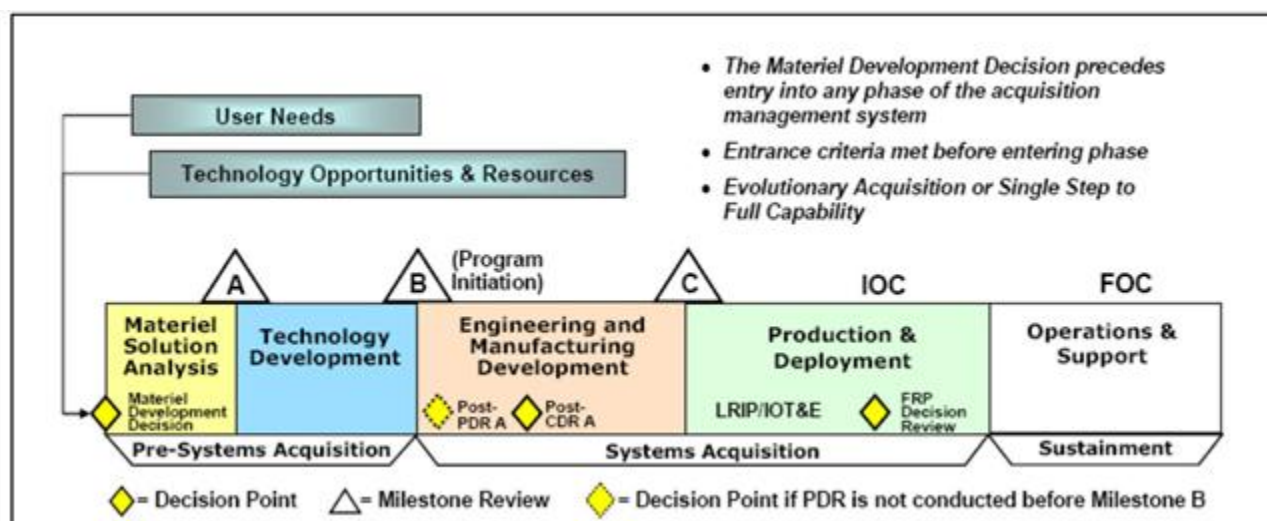 User Needs
Technology Opportunities & Resources
• The Materiel Development Decision precedes
entry into any phase of the acquisition
management system
• Entrance criteria met before entering phase
• Evolutionary Acquisition or Single Step to
Full Capability
A
B
(Program
Initiation)
C
IOC
FOC
Materiel
Solution
Analysis
Technology
Development
Engineering and
Manufacturing
Development
Production &
Deployment
Operations &
Support
Materiel
Development
Decision
Post-
PDR A
Post-
CDR A
LRIP/IOT&E
FRP
Decision
Review
Pre-Systems Acquisition
Systems Acquisition
Sustainment
= Decision Point
= Milestone Review
= Decision Point if PDR is not conducted before Milestone B